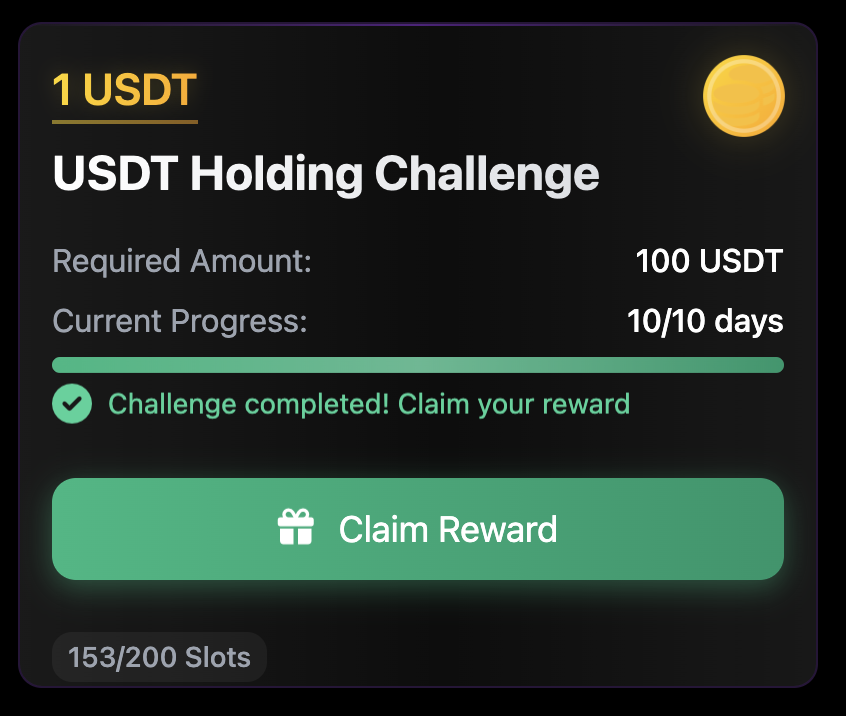 1 USDT
USDT Holding Challenge
Required Amount: 100 USDT
Current Progress: 10/10 days
Challenge completed! Claim your reward
Claim Reward
153/200 Slots